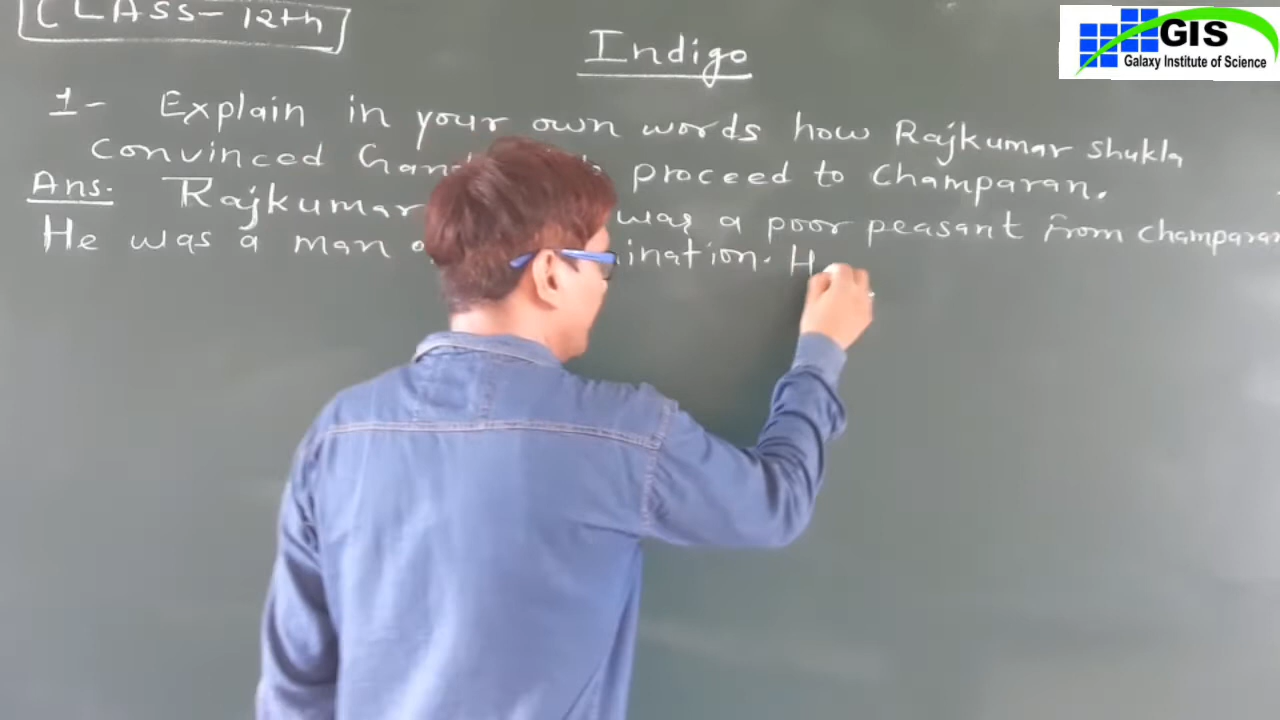 CLASS- 12th
Indigo
GIS
Galaxy Institute of Science
1- Explain in your own words how Rajkumar Shukla
convinced proceed to Champaran.
Ans. Rajkumar was a poor peasant from champaran
He was a man